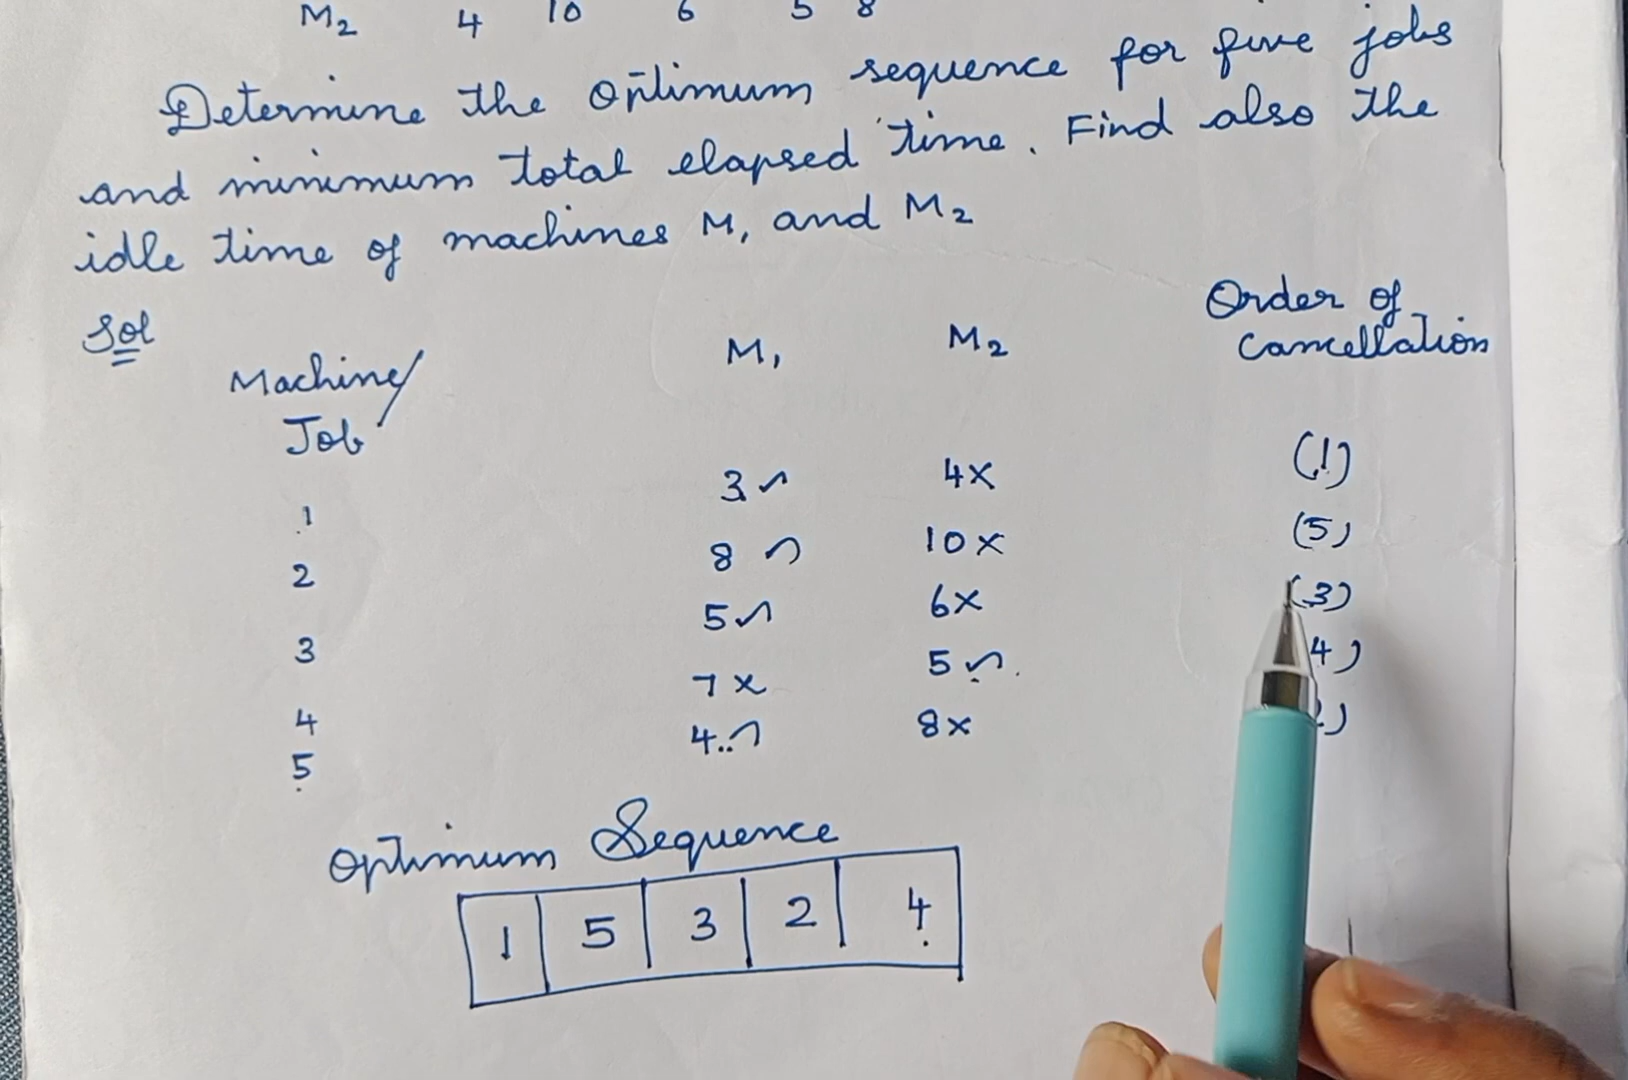 M2 4 10 6 5 8
Determine the optimum sequence for five jobs
and minimum total elapsed time. Find also the
idle time of machines M1 and M2
Sol
Machine/ M1 M2 Order of
Job Cancellation
1 3 ✓ 4 x (1)
2 8 ✓ 10 x (5)
3 5 ✓ 6 x (3)
4 7 x 5 ✓ 4)
5 4 ✓ 8 x )
Optimum Sequence
1 5 3 2 4